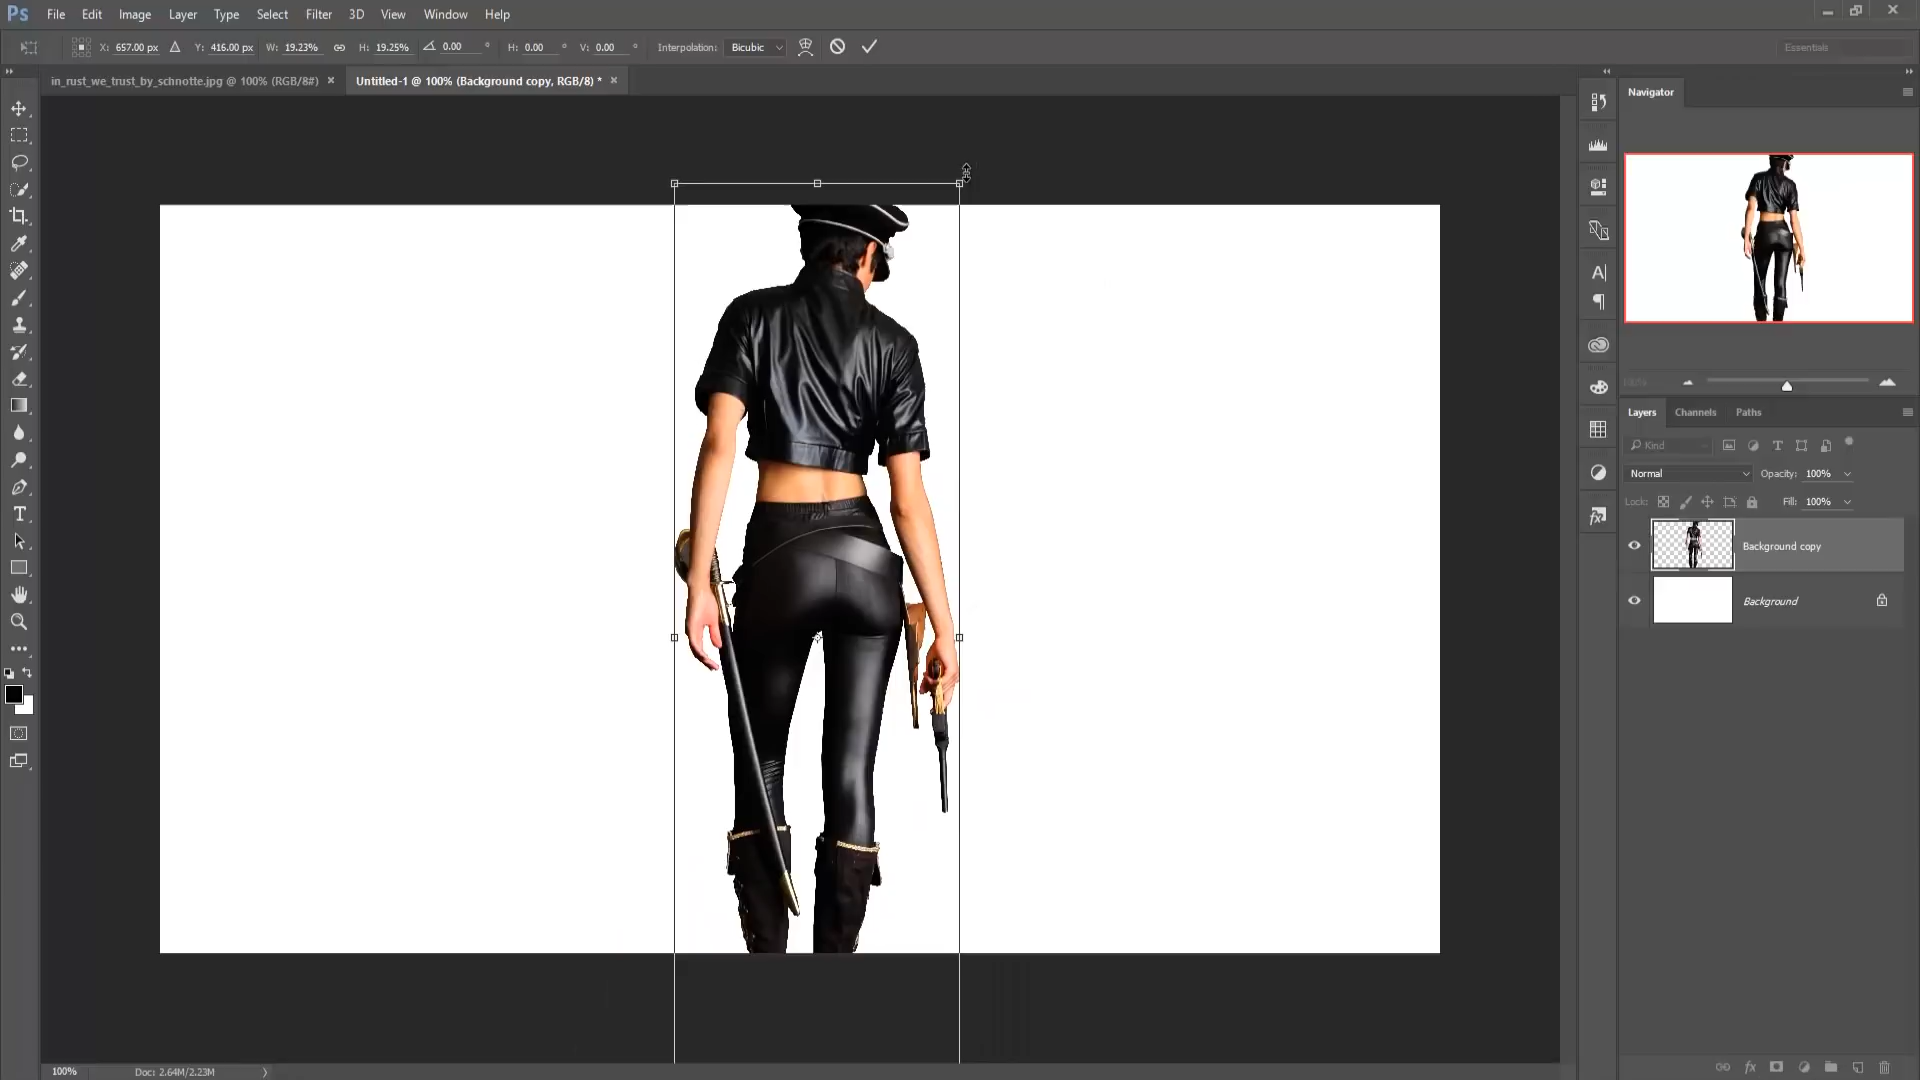 Ps File Edit Image Layer Type Select Filter 3D View Window Help
X: 657.00 px Y: 416.00 px W: 19.23% H: 19.25% 0.00 ° H: 0.00 ° V: 0.00 ° Interpolation: Bicubic Essentials
in_rust_we_trust_by_schnotte.jpg @ 100% (RGB/8#) × Untitled-1 @ 100% (Background copy, RGB/8) * ×
Navigator
100%
Layers Channels Paths
Kind
Normal Opacity: 100%
Lock: Fill: 100%
Background copy
Background
100% Doc: 2.64M/2.23M